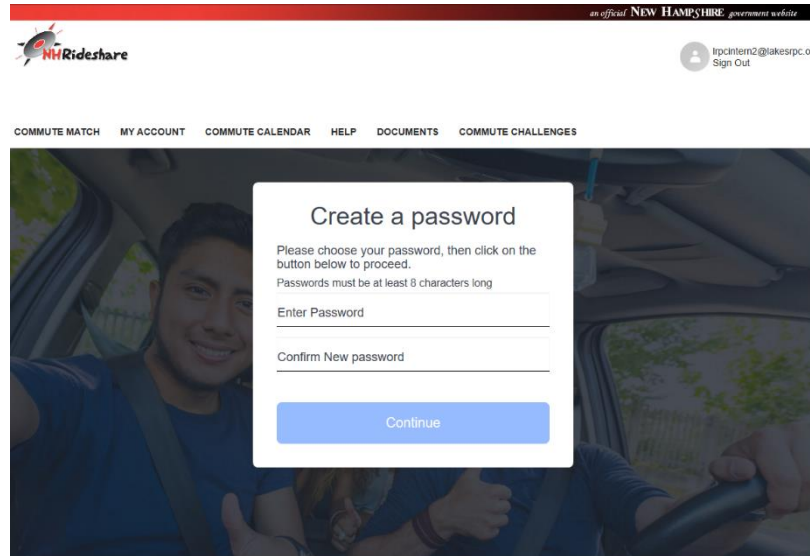 an official NEW HAMPSHIRE government website
NHRideshare
lrpcintern2@lakesrpc.o
Sign Out
COMMUTE MATCH MY ACCOUNT COMMUTE CALENDAR HELP DOCUMENTS COMMUTE CHALLENGES
Create a password
Please choose your password, then click on the
button below to proceed.
Passwords must be at least 8 characters long
Enter Password
Confirm New password
Continue